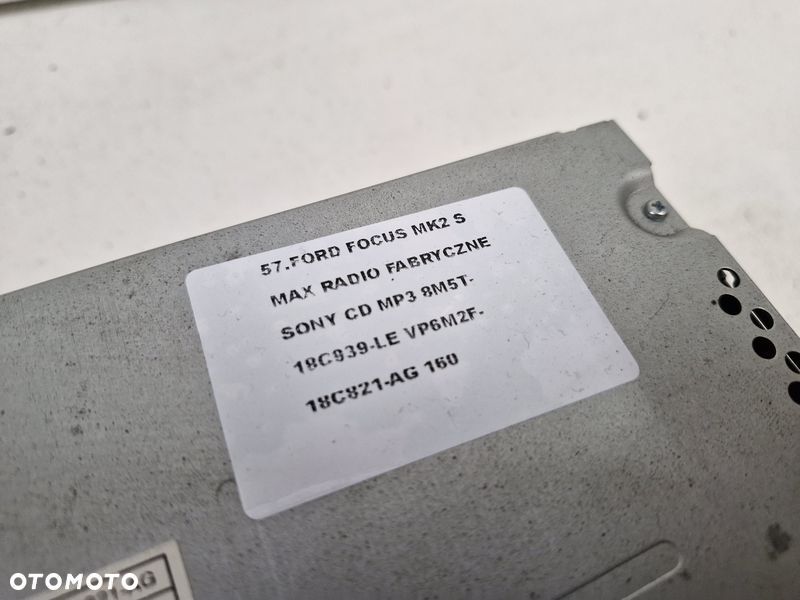 57.FORD FOCUS MK2 S
MAX RADIO FABRYCZNE
SONY CD MP3 8M5T-
18C939-LE VP6M2F-
18C821-AG 160
OTOMOTO